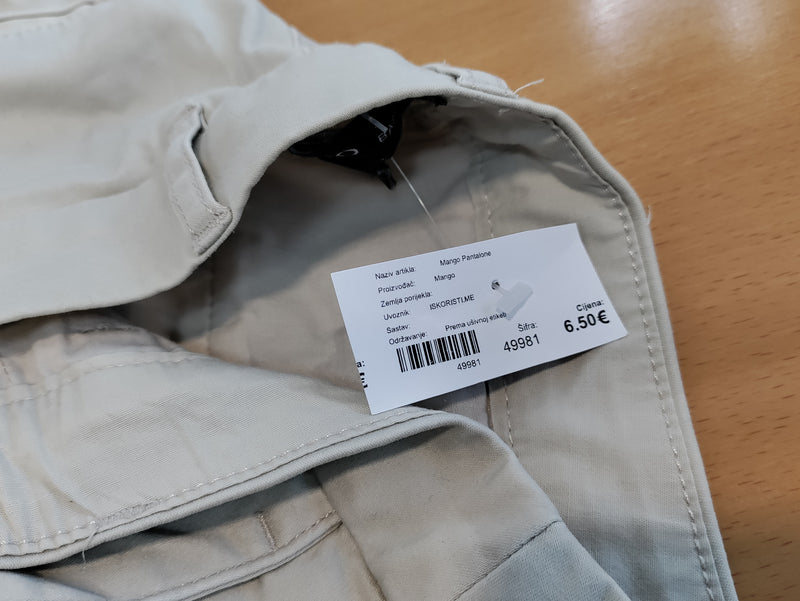 Naziv artikla: Mango Pantalone
Proizvođač: Mango
Zemlja porijekla:
Uvoznik: ISKORISTI.ME
Sastav:
Održavanje: Prema ušivnoj etiketi
49981
Šifra:
49981
Cijena:
6.50€